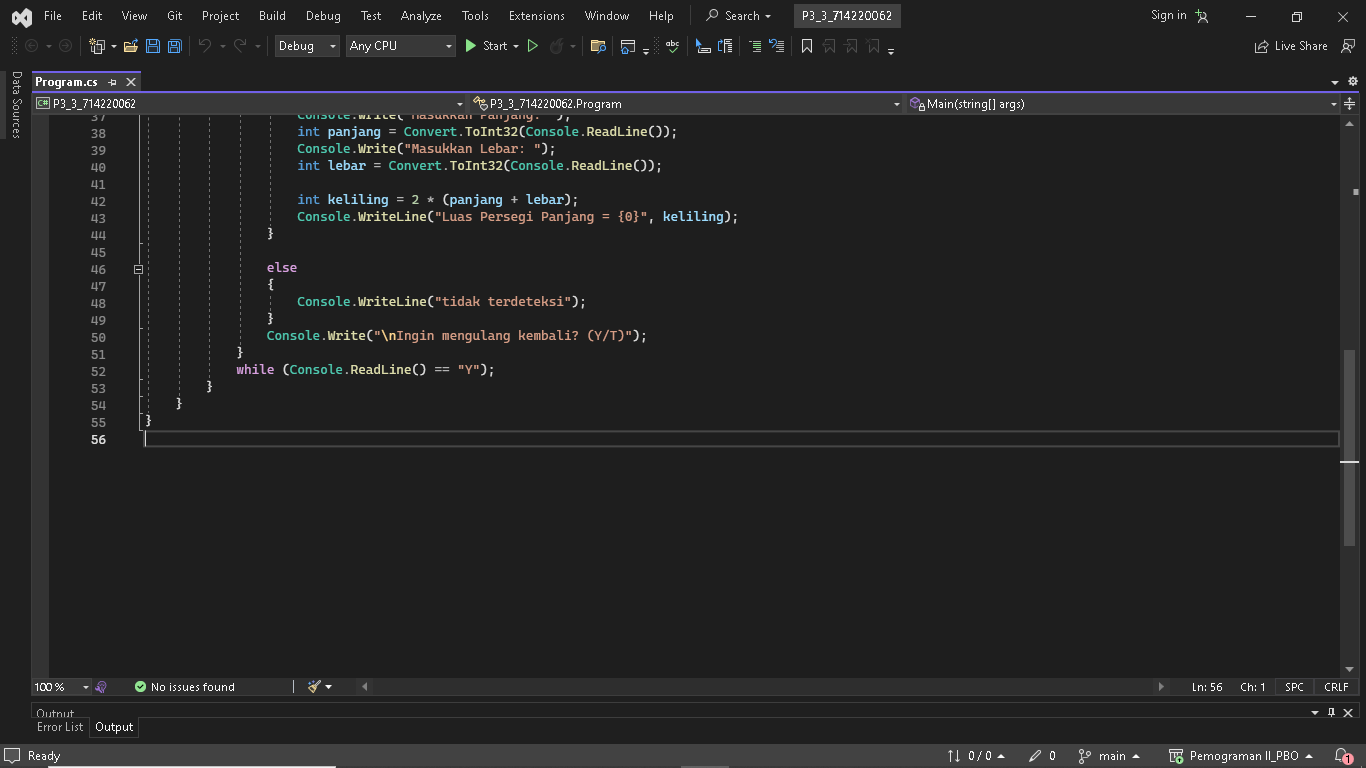 File Edit View Git Project Build Debug Test Analyze Tools Extensions Window Help Search P3_3_714220062 Sign in
Debug Any CPU Start abc Live Share
Data Sources
Program.cs
C# P3_3_714220062 P3_3_714220062.Program Main(string[] args)
37 Console.Write("Masukkan Panjang: ");
38 int panjang = Convert.ToInt32(Console.ReadLine());
39 Console.Write("Masukkan Lebar: ");
40 int lebar = Convert.ToInt32(Console.ReadLine());
41
42 int keliling = 2 * (panjang + lebar);
43 Console.WriteLine("Luas Persegi Panjang = {0}", keliling);
44 }
45
46 else
47 {
48 Console.WriteLine("tidak terdeteksi");
49 }
50 Console.Write("\nIngin mengulang kembali? (Y/T)");
51 }
52 while (Console.ReadLine() == "Y");
53 }
54 }
55 }
56
100 % No issues found Ln: 56 Ch: 1 SPC CRLF
Output
Error List Output
Ready 0 / 0 0 main Pemograman II_PBO 1